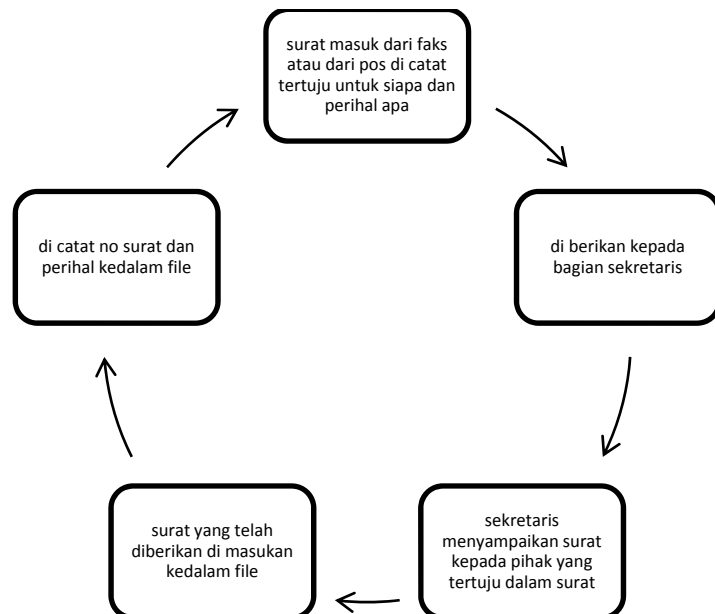 surat masuk dari faks
atau dari pos di catat
tertuju untuk siapa dan
perihal apa
di berikan kepada
bagian sekretaris
sekretaris
menyampaikan surat
kepada pihak yang
tertuju dalam surat
surat yang telah
diberikan di masukan
kedalam file
di catat no surat dan
perihal kedalam file